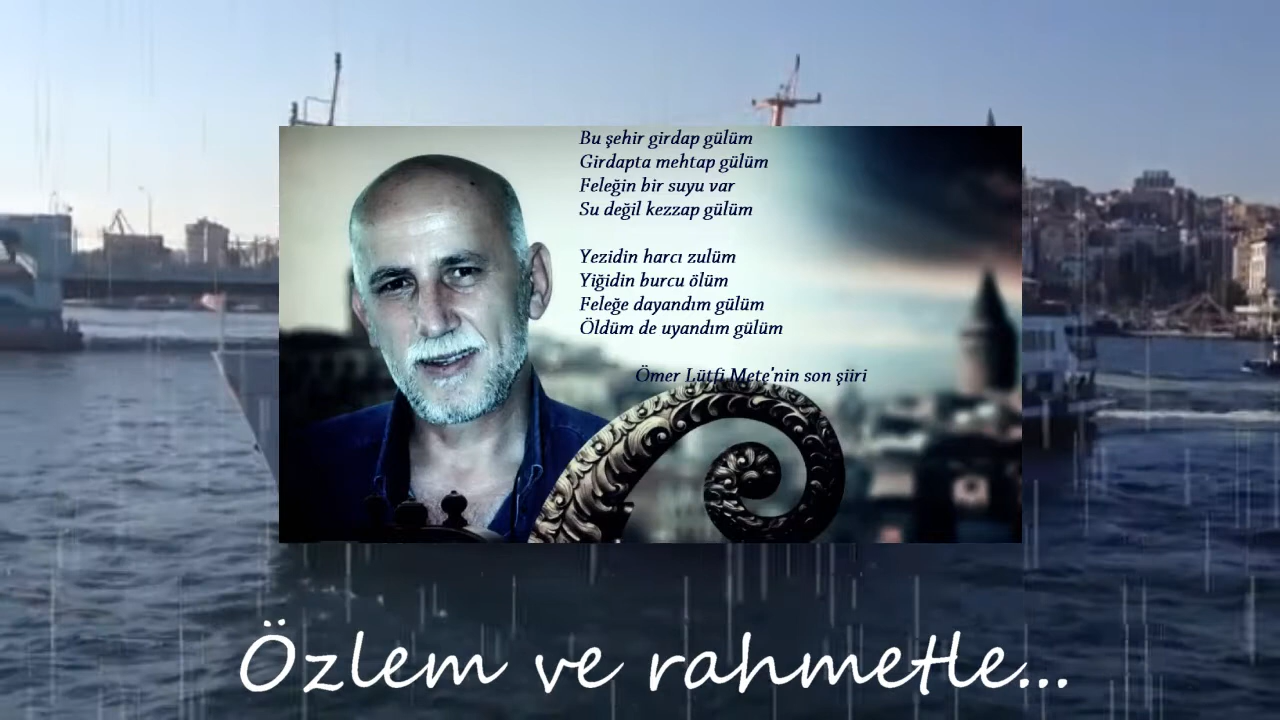 Bu şehir girdap gülüm
Girdapta mehtap gülüm
Feleğin bir suyu var
Su değil kezzap gülüm
Yezidin harcı zulüm
Yiğidin burcu ölüm
Feleğe dayandım gülüm
Öldüm de uyandım gülüm
Ömer Lütfi Mete'nin son şiiri
Özlem ve rahmetle...